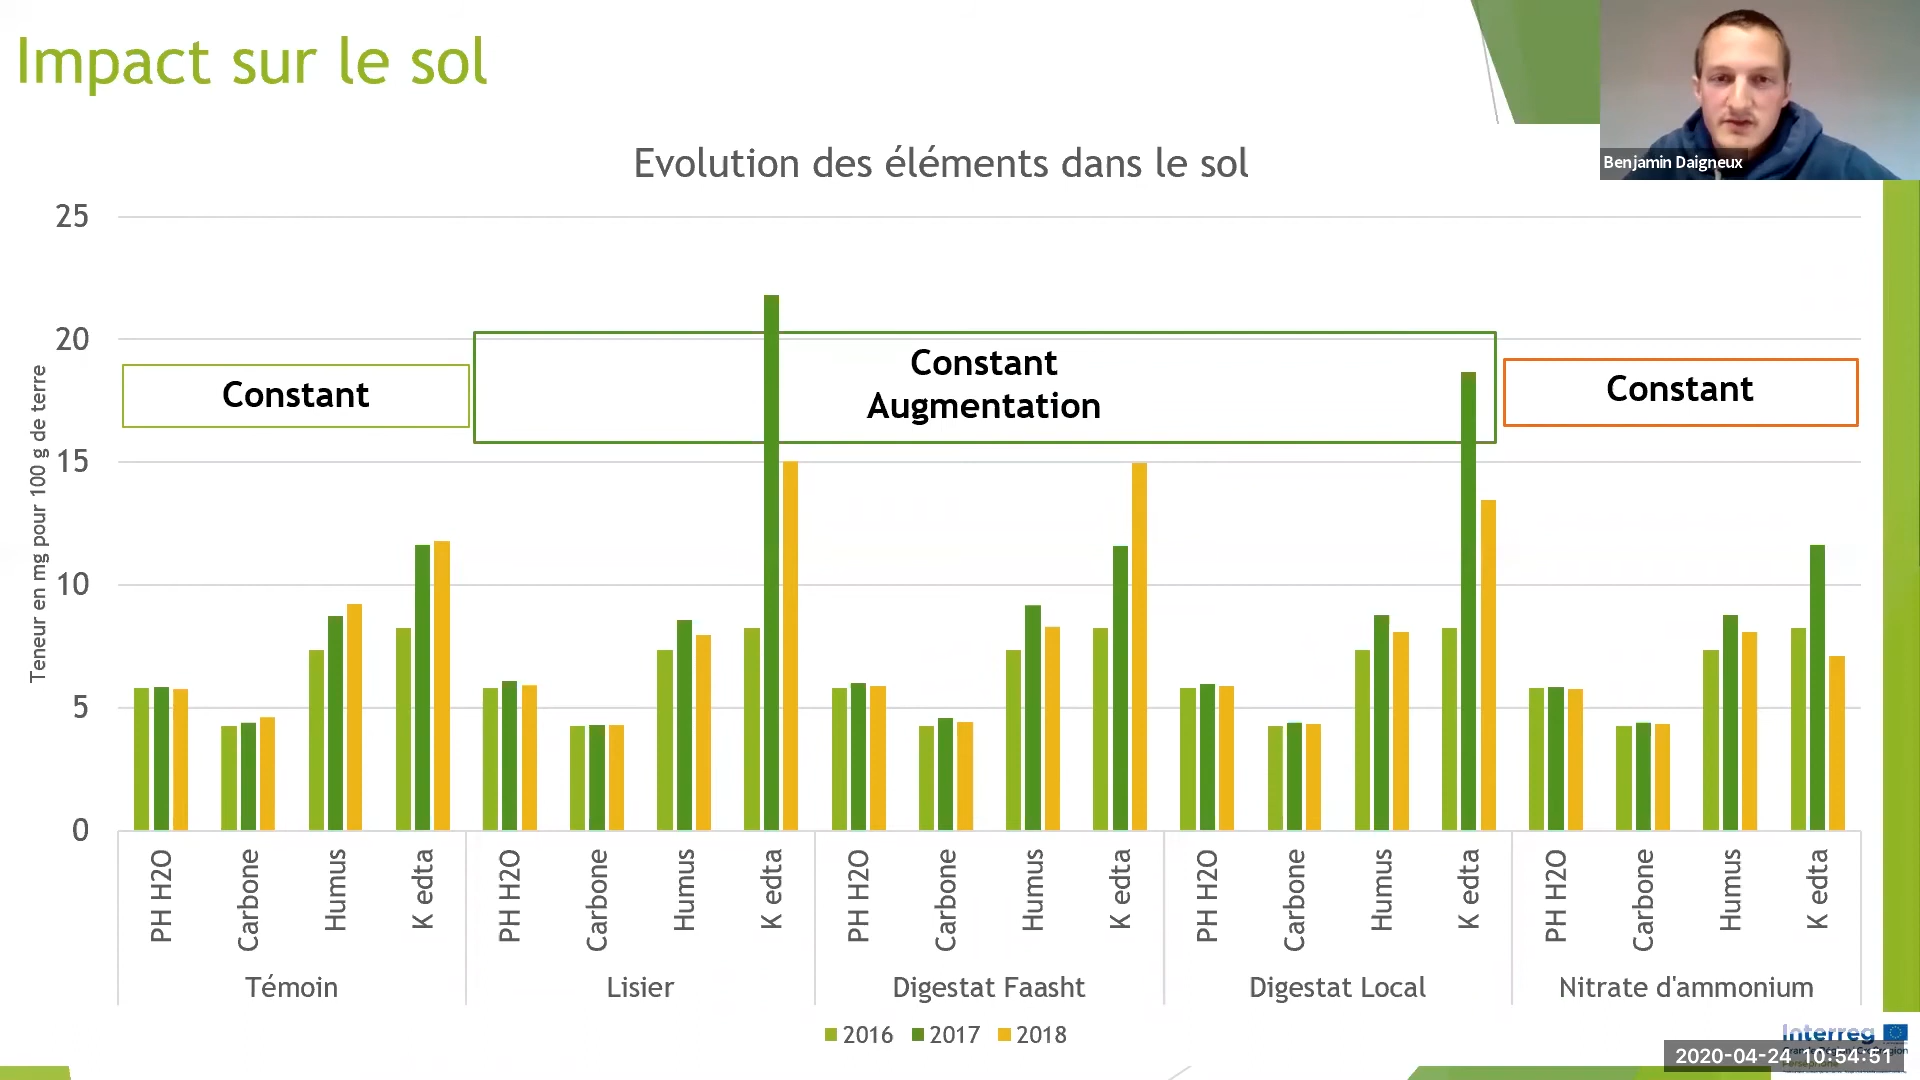 Impact sur le sol
Benjamin Daigneux
Evolution des éléments dans le sol
Teneur en mg pour 100 g de terre
25
20
15
10
5
0
Constant
Constant
Augmentation
Constant
PH H2O Carbone Humus K edta PH H2O Carbone Humus K edta PH H2O Carbone Humus K edta PH H2O Carbone Humus K edta PH H2O Carbone Humus K edta
Témoin Lisier Digestat Faasht Digestat Local Nitrate d'ammonium
2016 2017 2018
Interreg
2020-04-24 10:54:51